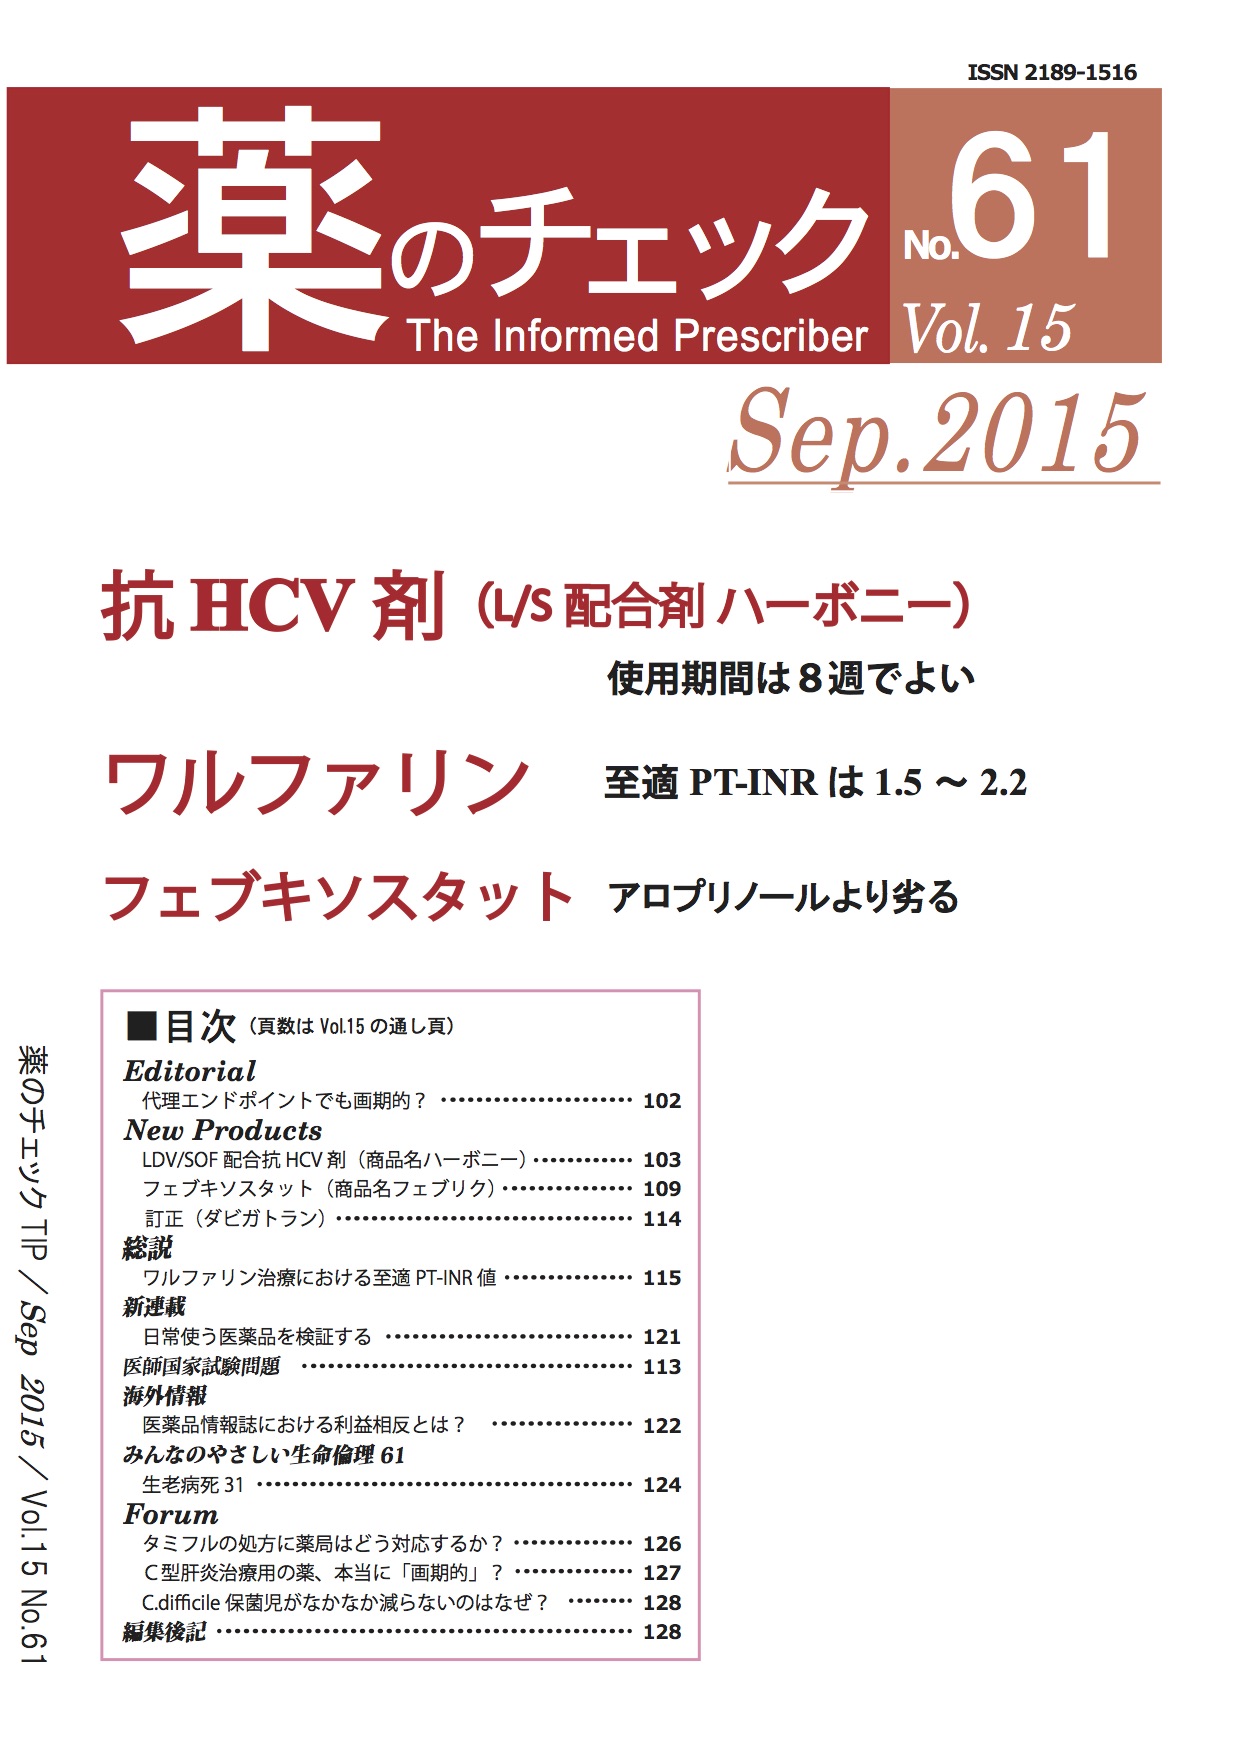 ISSN 2189-1516
薬のチェック
The Informed Prescriber
No.61
Vol. 15
Sep.2015
抗 HCV 剤（L/S 配合剤 ハーボニー）
使用期間は８週でよい
ワルファリン 至適 PT-INR は 1.5 〜 2.2
フェブキソスタット アロプリノールより劣る
■目次（頁数は Vol.15 の通し頁）
Editorial
代理エンドポイントでも画期的？ ････････････････････ 102
New Products
LDV/SOF 配合抗 HCV 剤（商品名ハーボニー）･･･････････ 103
フェブキソスタット（商品名フェブリク）･･････････････ 109
訂正（ダビガトラン）･･･････････････････････････････ 114
総説
ワルファリン治療における至適 PT-INR 値 ･････････････ 115
新連載
日常使う医薬品を検証する ･･････････････････････････ 121
医師国家試験問題 ･･･････････････････････････････････ 113
海外情報
医薬品情報誌における利益相反とは？ ･･･････････････ 122
みんなのやさしい生命倫理 61
生老病死 31 ････････････････････････････････････････ 124
Forum
タミフルの処方に薬局はどう対応するか？ ････････････ 126
Ｃ型肝炎治療用の薬、本当に「画期的」？ ････････････ 127
C.difficile 保菌児がなかなか減らないのはなぜ？ ･･･････ 128
編集後記 ････････････････････････････････････････････ 128
薬のチェック TIP ／ Sep 2015 ／ Vol.15 No.61